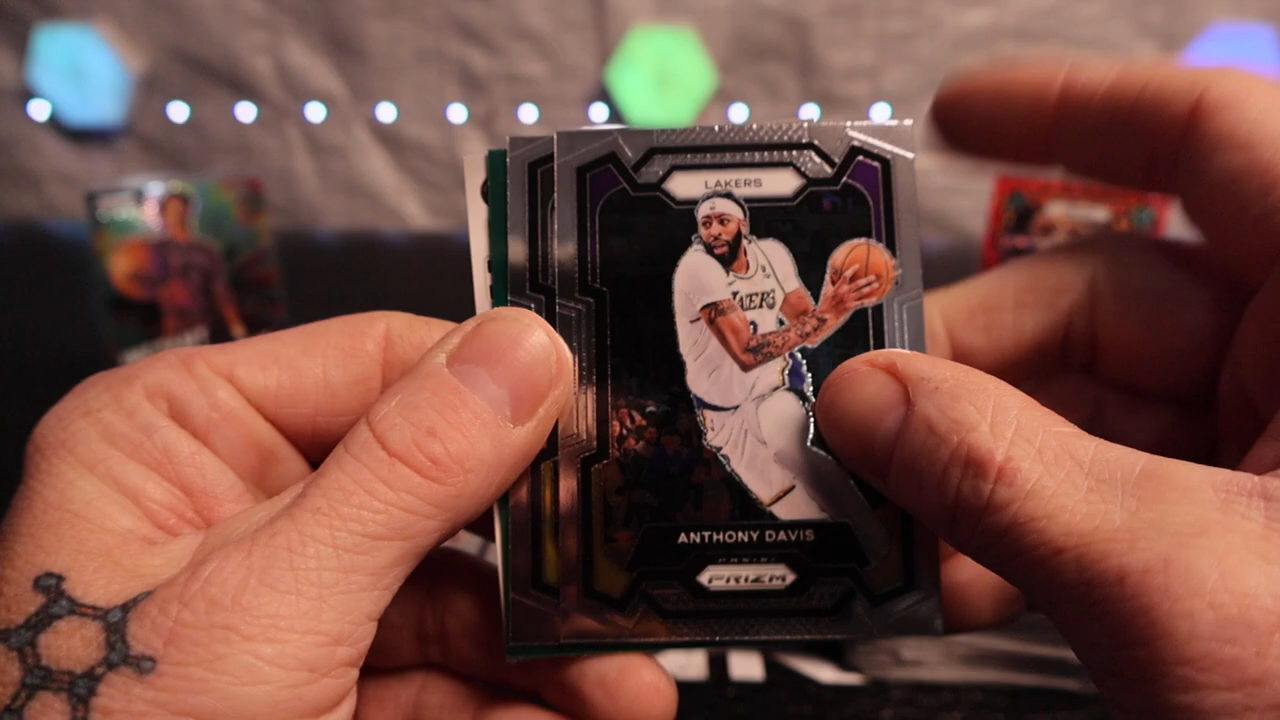 LAKERS
LAKERS
ANTHONY DAVIS
PANINI
PRIZM